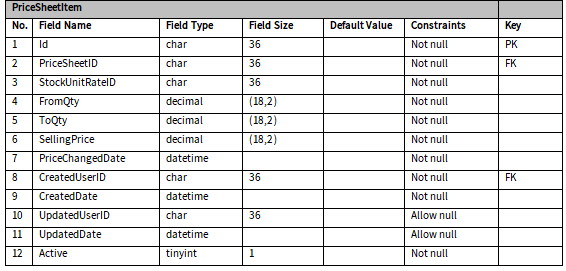 PriceSheetItem
No. Field Name Field Type Field Size Default Value Constraints Key
1 Id char 36 Not null PK
2 PriceSheetID char 36 Not null FK
3 StockUnitRateID char 36 Not null
4 FromQty decimal (18,2) Not null
5 ToQty decimal (18,2) Not null
6 SellingPrice decimal (18,2) Not null
7 PriceChangedDate datetime Not null
8 CreatedUserID char 36 Not null FK
9 CreatedDate datetime Not null
10 UpdatedUserID char 36 Allow null
11 UpdatedDate datetime Allow null
12 Active tinyint 1 Not null